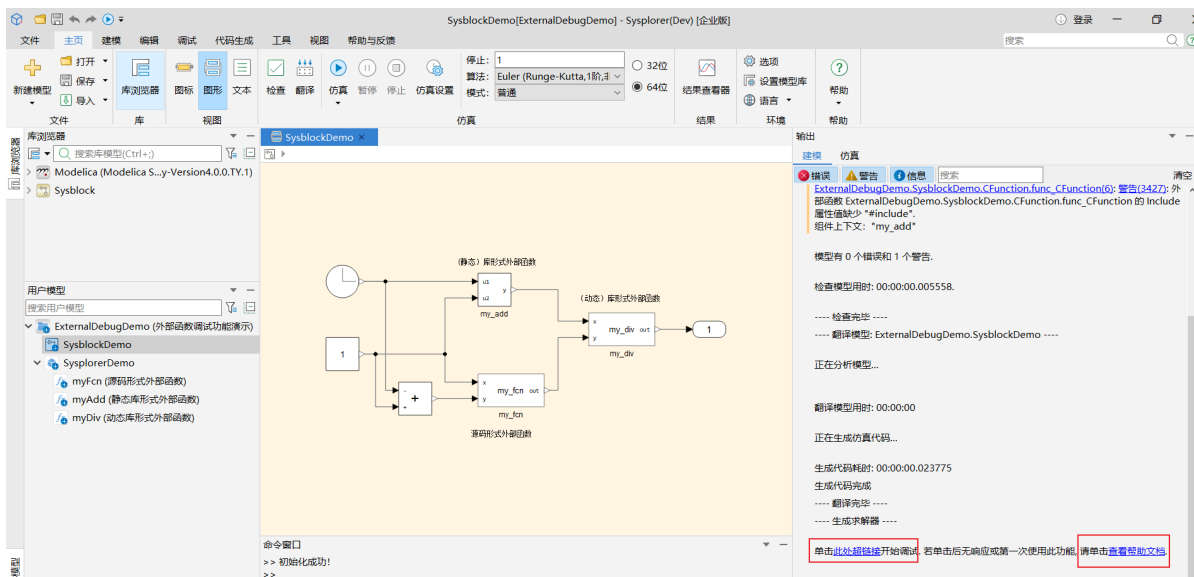 SysblockDemo[ExternalDebugDemo] - Sysplorer(Dev) [企业版]
登录
文件 主页 建模 编辑 调试 代码生成 工具 视图 帮助与反馈
搜索
新建模型
打开
保存
导入
文件
库浏览器
库
图标 图形 文本
视图
检查 翻译 仿真 暂停 停止 仿真设置
停止: 1
算法: Euler (Runge-Kutta,1阶,
模式: 普通
32位
64位
仿真
结果查看器
结果
选项
设置模型库
语言
环境
帮助
帮助
库浏览器
库浏览器
搜索库模型(Ctrl+;)
Modelica (Modelica S...y-Version4.0.0.TY.1)
Sysblock
用户模型
搜索用户模型
ExternalDebugDemo (外部函数调试功能演示)
SysblockDemo
SysplorerDemo
myFcn (源码形式外部函数)
myAdd (静态库形式外部函数)
myDiv (动态库形式外部函数)
模型
SysblockDemo ×
（静态）库形式外部函数
u1
u2
y
my_add
（动态）库形式外部函数
x
y
my_div out
my_div
1
1
-
+
+
x
y
my_fcn out
my_fcn
源码形式外部函数
命令窗口
>> 初始化成功!
>>
输出
建模 仿真
错误 警告 信息 搜索 清空
ExternalDebugDemo.SysblockDemo.CFunction.func_CFunction(6): 警告(3427): 外
部函数 ExternalDebugDemo.SysblockDemo.CFunction.func_CFunction 的 Include
属性值缺少 "#include".
组件上下文: "my_add"
模型有 0 个错误和 1 个警告.
检查模型用时: 00:00:00.005558.
---- 检查完毕 ----
---- 翻译模型: ExternalDebugDemo.SysblockDemo ----
正在分析模型...
翻译模型用时: 00:00:00
正在生成仿真代码...
生成代码耗时: 00:00:00.023775
生成代码完成
---- 翻译完毕 ----
---- 生成求解器 ----
单击此处超链接开始调试. 若单击后无响应或第一次使用此功能, 请单击查看帮助文档.